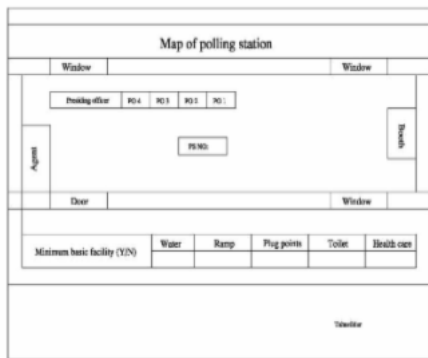 Map of polling station
Window Window
Presiding officer PO 4 PO 3 PO 2 PO 1
Booth
PS NO:
Agent
Door Window
Minimum basic facility (Y/N) Water Ramp Plug points Toilet Health care
Tahsildar